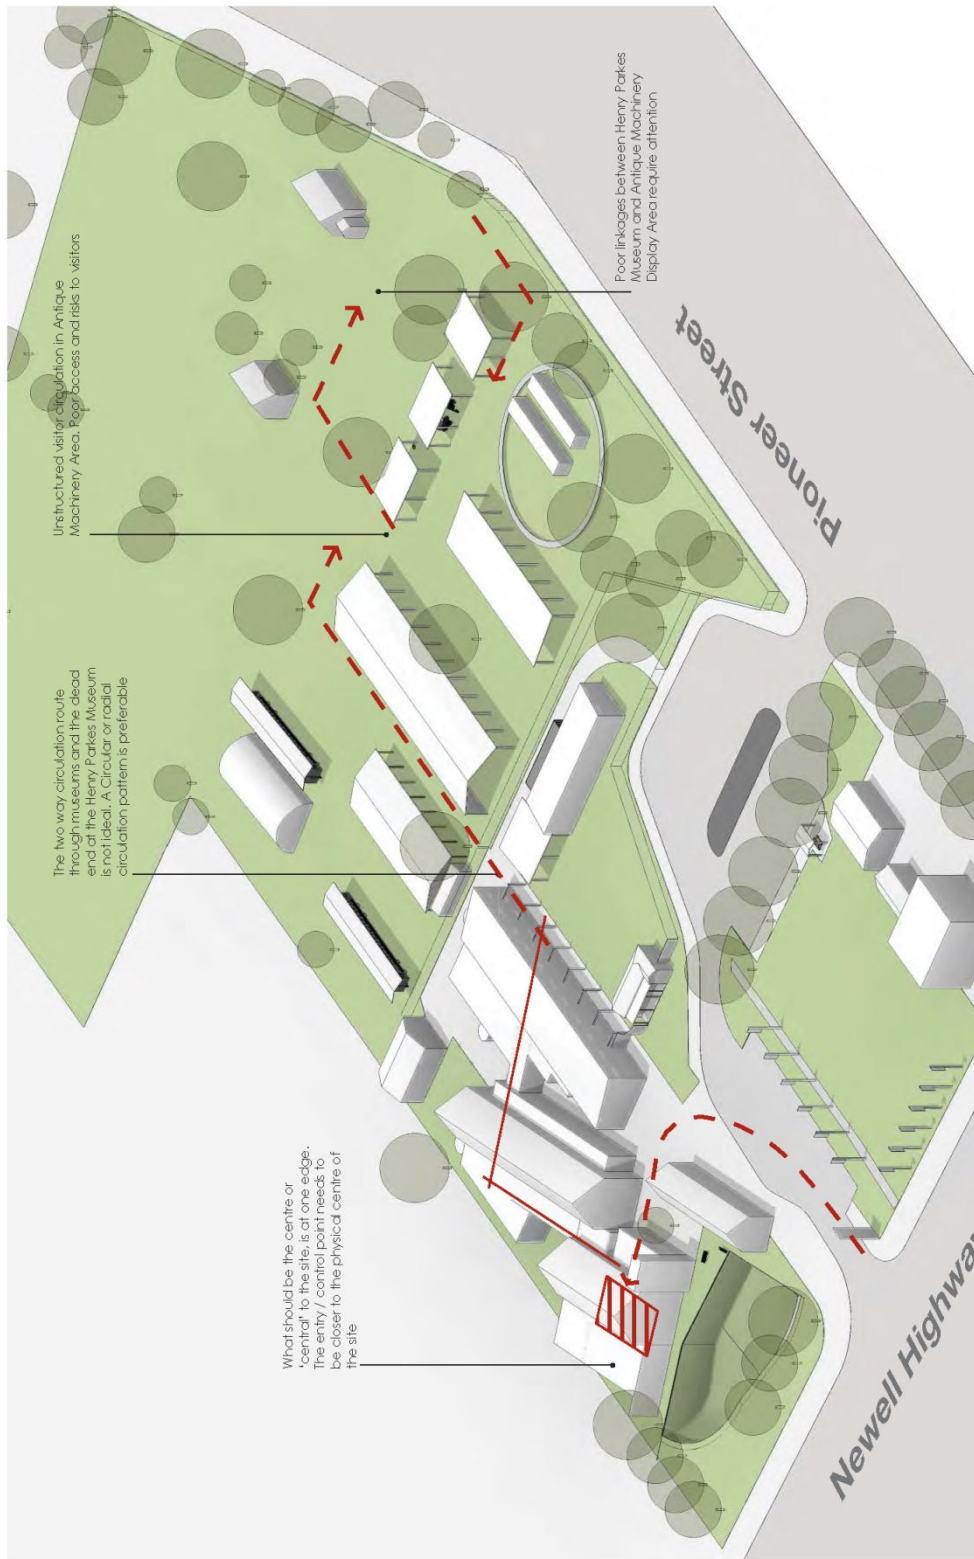 What should be the centre or
'central' to the site, is at one edge.
The entry / control point needs to
be closer to the physical centre of
the site
The two way circulation route
through museums and the dead
end at the Henry Parkes Museum
is not ideal. A Circular or radial
circulation pattern is preferable
Unstructured visitor circulation in Antique
Machinery Area. Poor access and risks to visitors
Poor linkages between Henry Parkes
Museum and Antique Machinery
Display Area require attention
Pioneer Street
Newell Highway